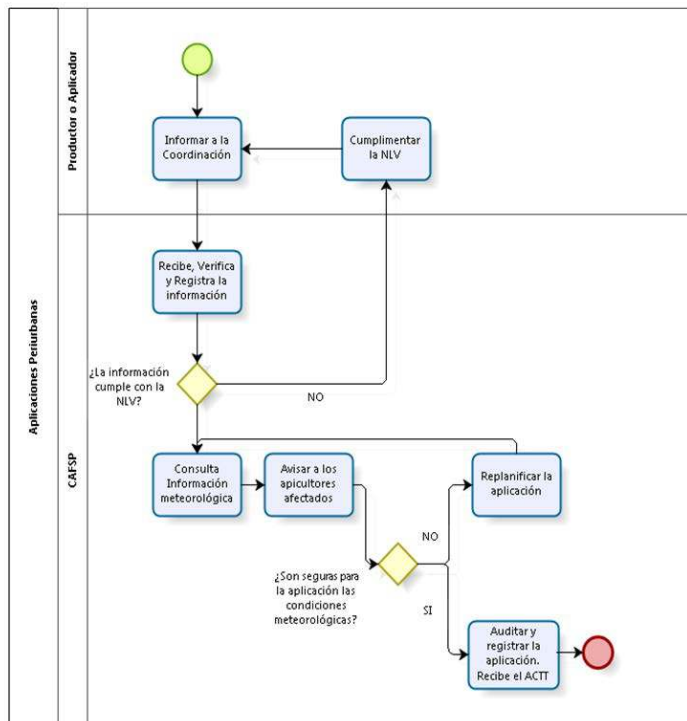 Aplicaciones Periurbanas
Productor o Aplicador
Informar a la
Coordinación
Cumplimentar
la NLV
CAFSP
Recibe, Verifica
y Registra la
información
¿La información
cumple con la
NLV?
NO
Consulta
Información
meteorológica
Avisar a los
apicultores
afectados
Replanificar la
aplicación
NO
¿Son seguras para
la aplicación las
condiciones
meteorológicas?
SI
Auditar y
registrar la
aplicación.
Recibe el ACTT